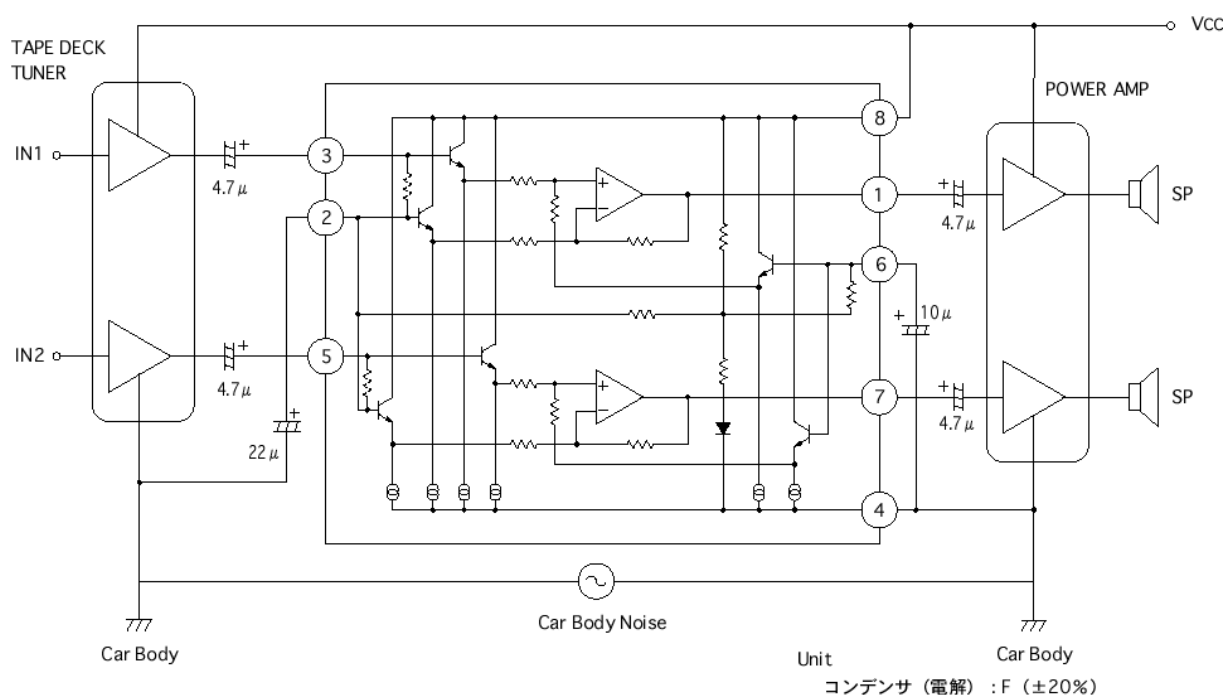 Vcc
TAPE DECK
TUNER
POWER AMP
8
IN1
+
4.7μ
3
+
−
1
+
4.7μ
SP
2
6
+
10μ
IN2
+
4.7μ
5
+
−
7
+
4.7μ
SP
+
22μ
4
Car Body Noise
Car Body
Car Body
Unit
コンデンサ（電解）：F（±20%）